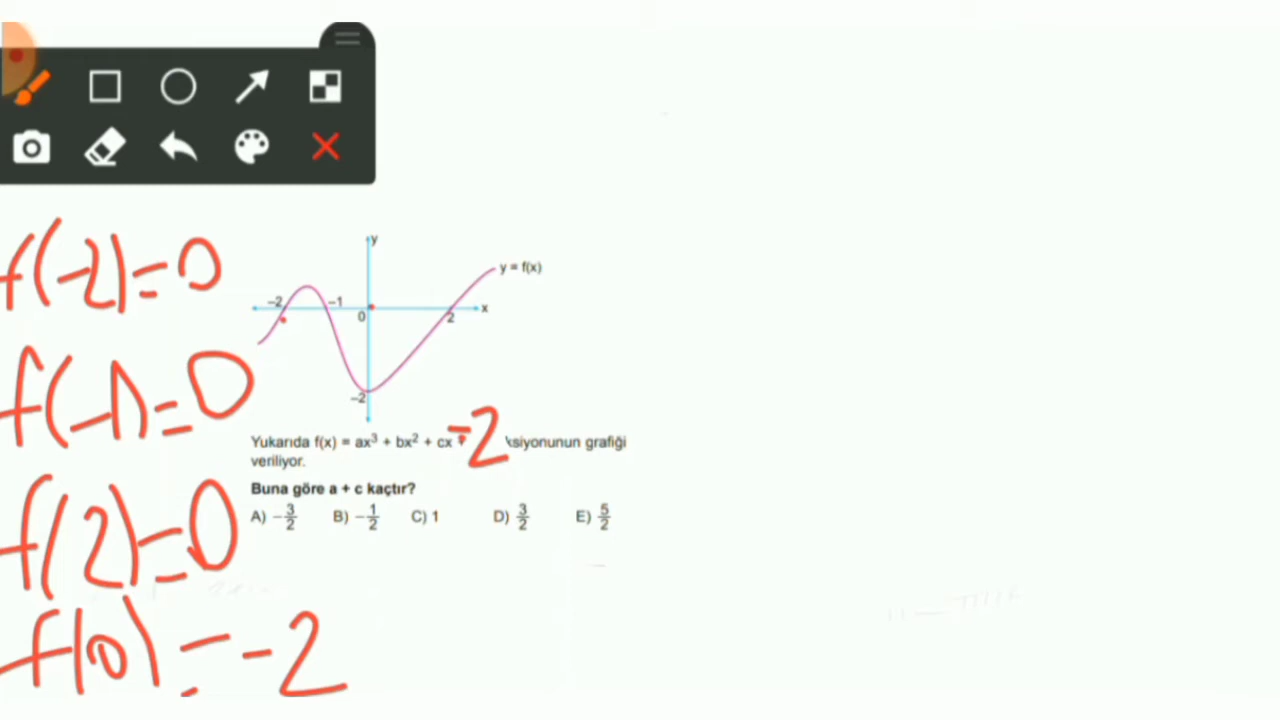 f(-2)=0
f(-1)=0
f(2)=0
f(0)=-2
y
y = f(x)
-2
-1
0
2
x
-2
Yukarıda f(x) = ax³ + bx² + cx -2 ksiyonunun grafiği
veriliyor.
Buna göre a + c kaçtır?
A) -3/2 B) -1/2 C) 1 D) 3/2 E) 5/2